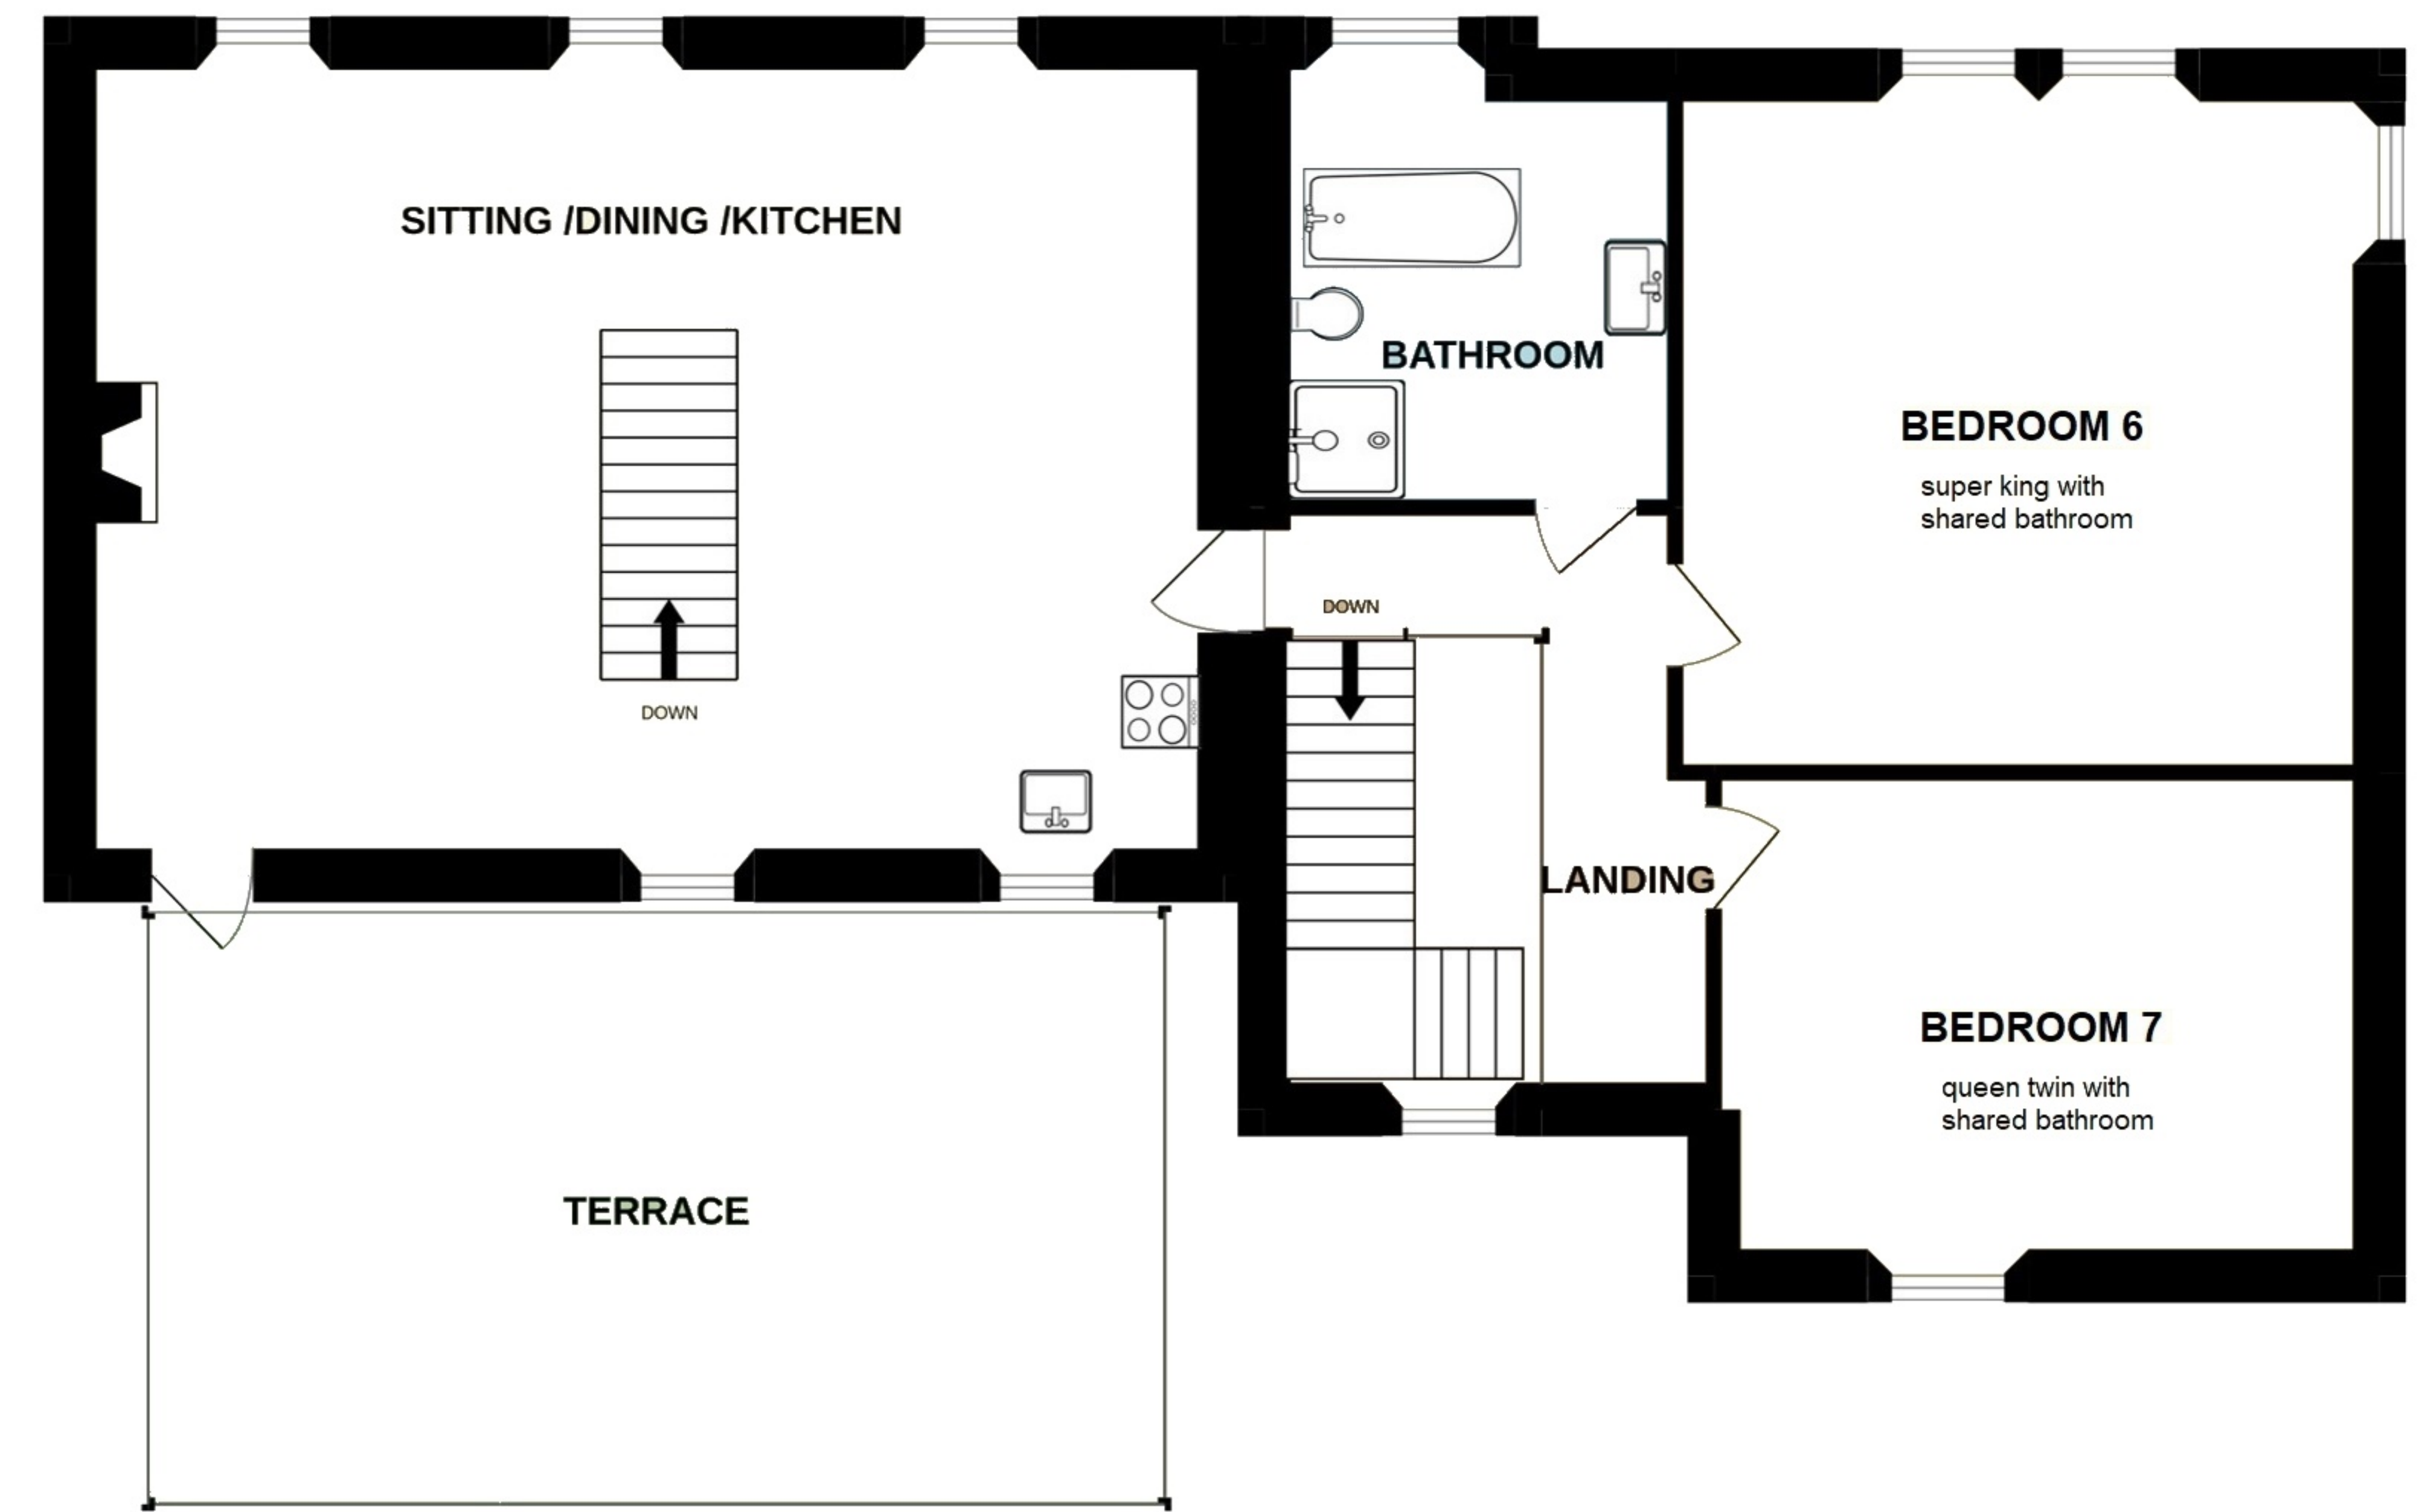 SITTING /DINING /KITCHEN
BATHROOM
BEDROOM 6
super king with
shared bathroom
DOWN
DOWN
LANDING
BEDROOM 7
queen twin with
shared bathroom
TERRACE